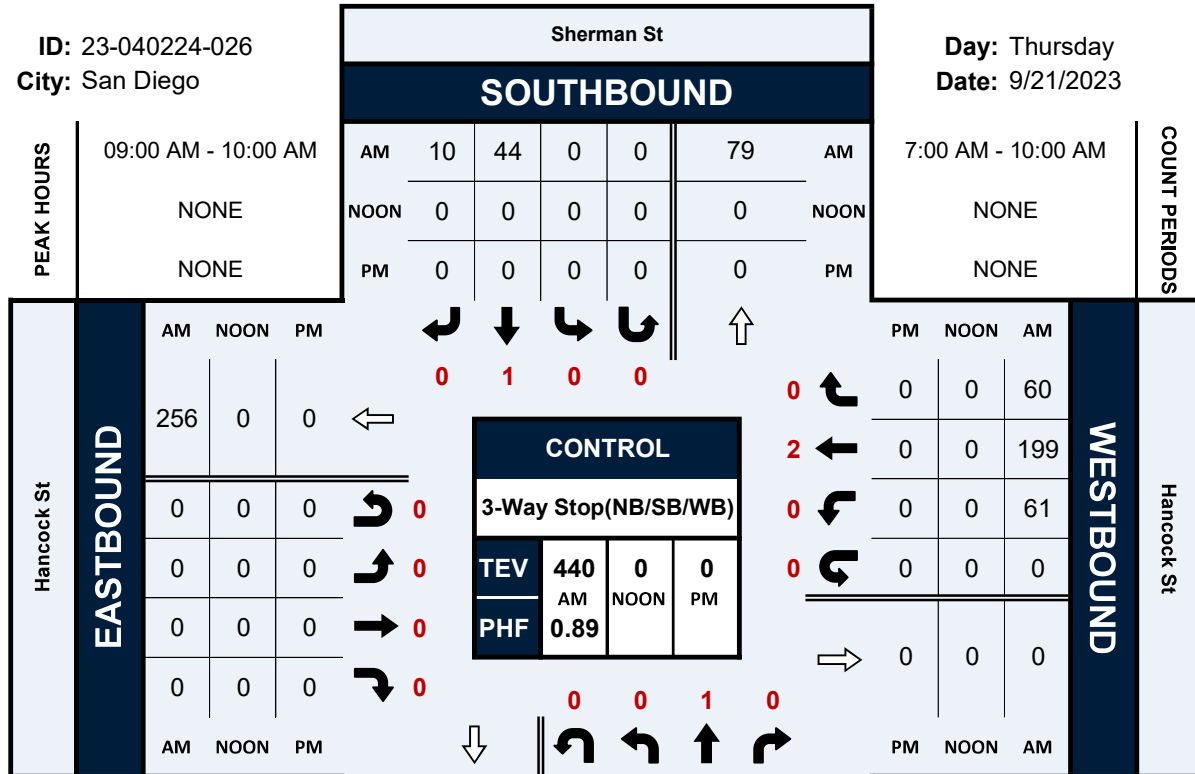 Sherman St
ID: 23-040224-026
City: San Diego
Day: Thursday
Date: 9/21/2023
SOUTHBOUND
PEAK HOURS
09:00 AM - 10:00 AM
NONE
NONE
AM 10 44 0 0 79 AM
NOON 0 0 0 0 0 NOON
PM 0 0 0 0 0 PM
7:00 AM - 10:00 AM
NONE
NONE
COUNT PERIODS
0 1 0 0
Hancock St
EASTBOUND
AM NOON PM
256 0 0
0 0 0 0
0 0 0 0
0 0 0 0
0 0 0 0
AM NOON PM
CONTROL
3-Way Stop(NB/SB/WB)
TEV 440 0 0
AM NOON PM
PHF 0.89
PM NOON AM
0 0 0 60
2 0 0 199
0 0 0 61
0 0 0 0
0 0 0
PM NOON AM
WESTBOUND
Hancock St
0 0 1 0